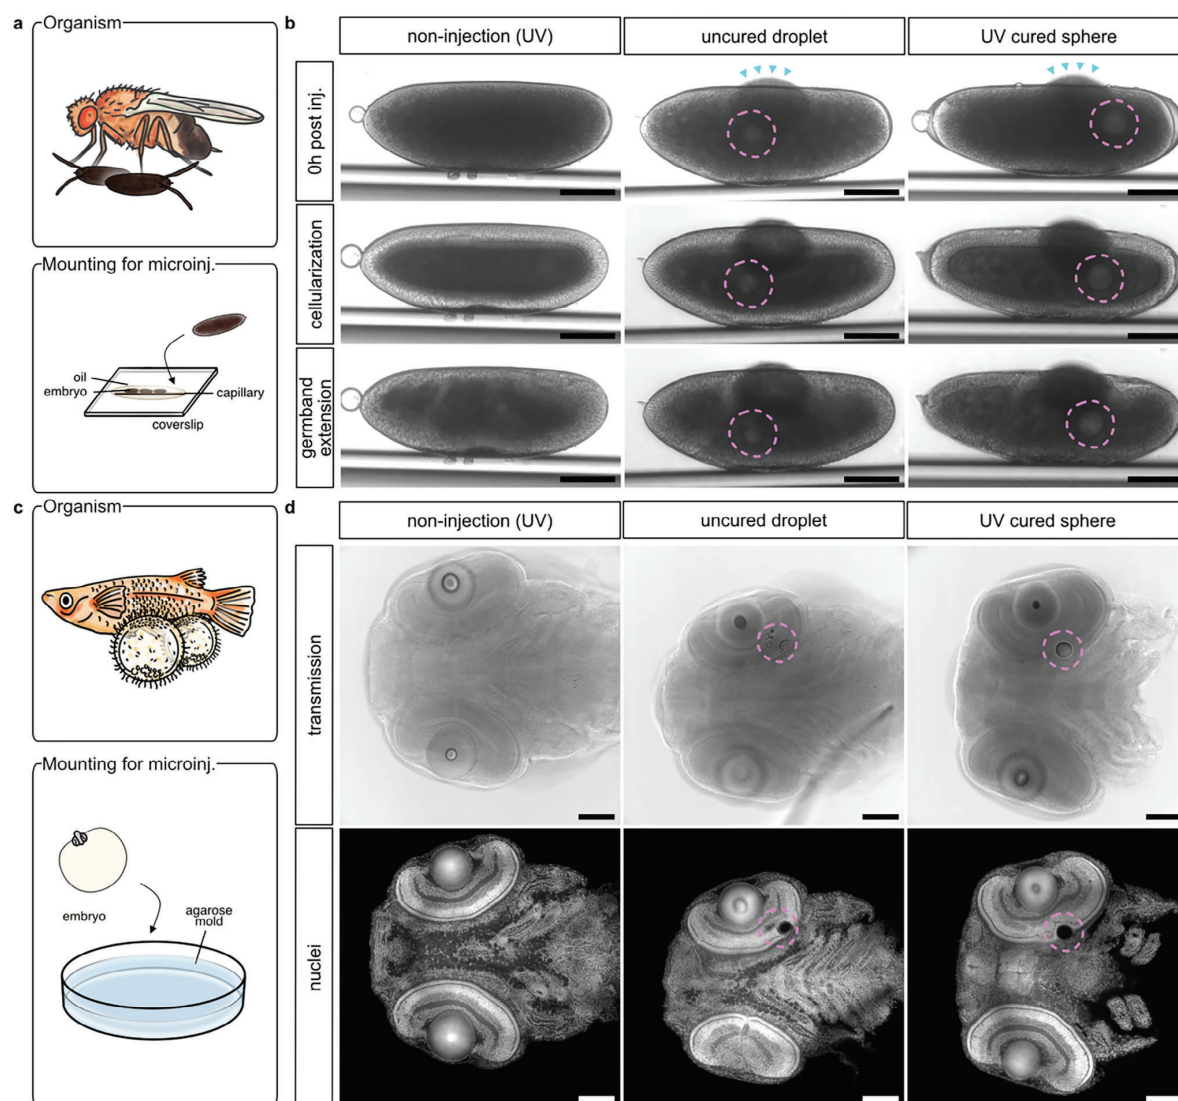 a
Organism
Mounting for microinj.
oil
embryo
capillary
coverslip
b
non-injection (UV)
uncured droplet
UV cured sphere
0h post inj.
cellularization
germband
extension
c
Organism
Mounting for microinj.
embryo
agarose
mold
d
non-injection (UV)
uncured droplet
UV cured sphere
transmission
nuclei